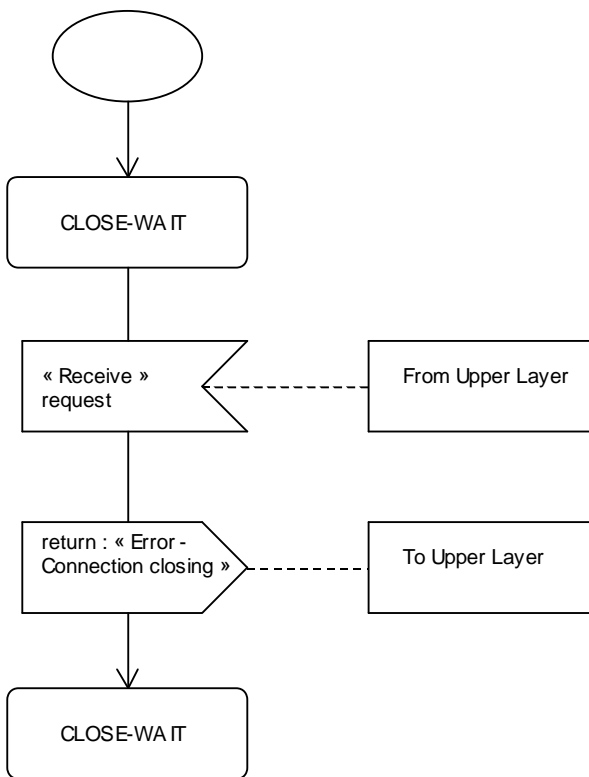 CLOSE-WAIT
« Receive »
request
From Upper Layer
return : « Error -
Connection closing »
To Upper Layer
CLOSE-WAIT